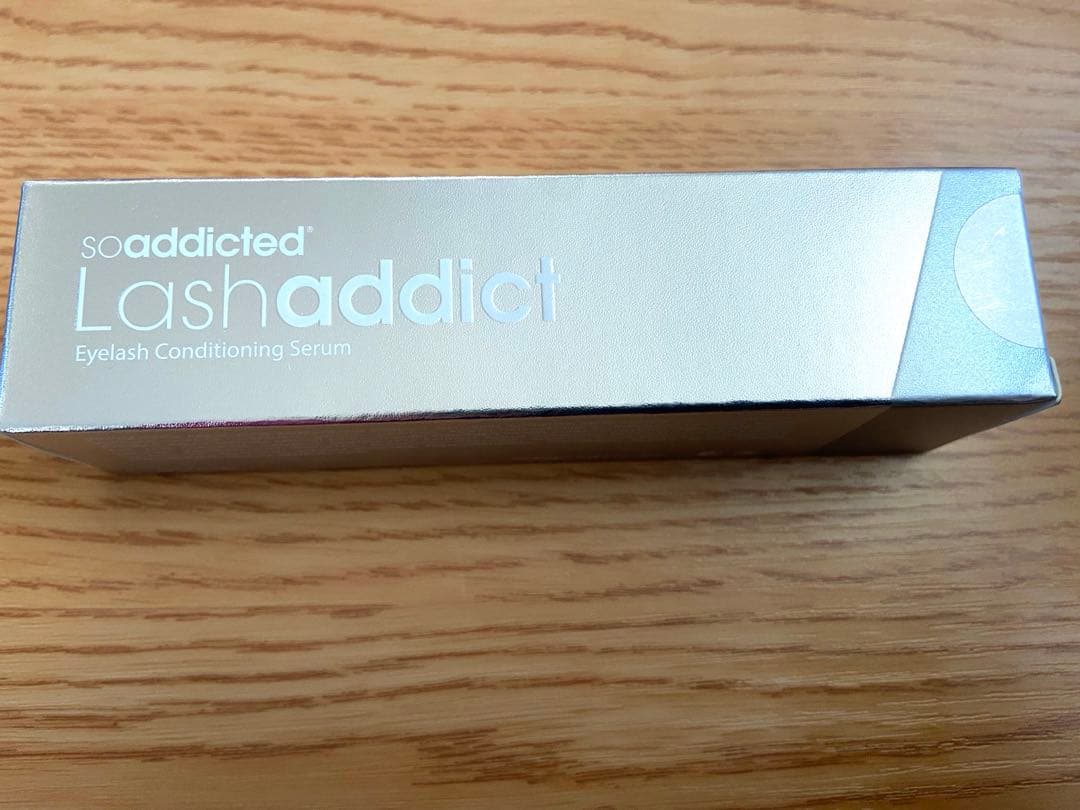 soaddicted®
Lashaddict
Eyelash Conditioning Serum